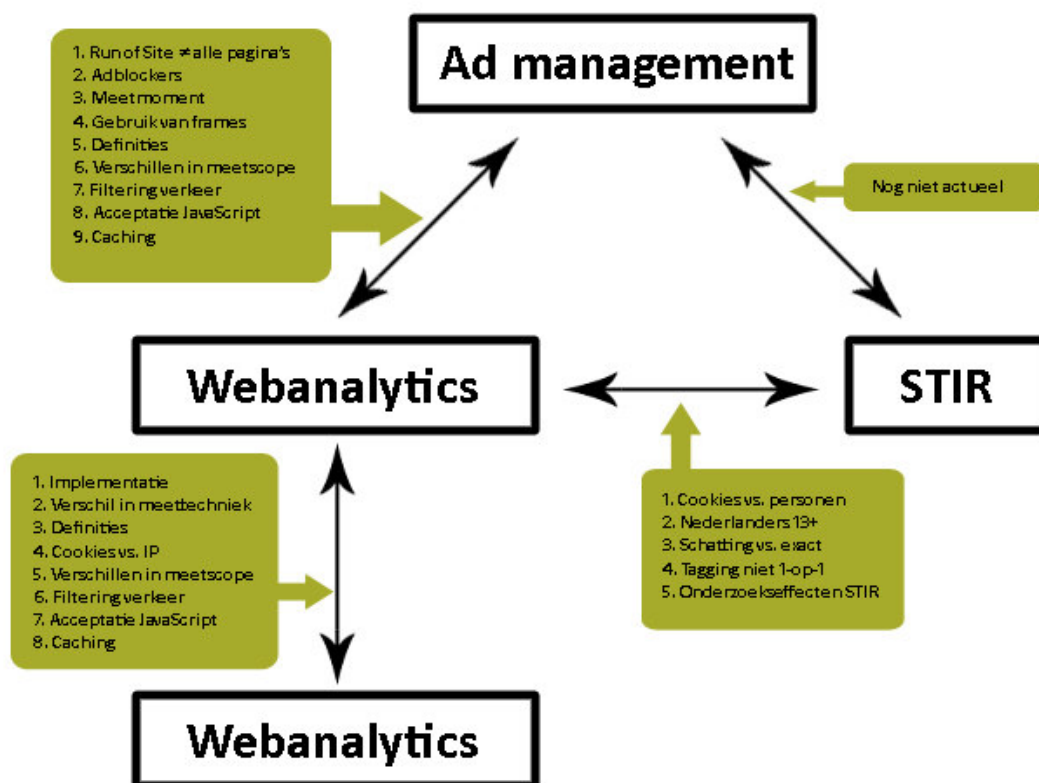 Ad management
1. Run of Site ≠ alle pagina's
2. Adblockers
3. Meetmoment
4. Gebruik van frames
5. Definities
6. Verschillen in meetscope
7. Filtering verkeer
8. Acceptatie JavaScript
9. Caching
Nog niet actueel
Webanalytics
STIR
1. Implementatie
2. Verschil in meettechniek
3. Definities
4. Cookies vs. IP
5. Verschillen in meetscope
6. Filtering verkeer
7. Acceptatie JavaScript
8. Caching
1. Cookies vs. personen
2. Nederlanders 13+
3. Schatting vs. exact
4. Tagging niet 1-op-1
5. Onderzoekseffecten STIR
Webanalytics